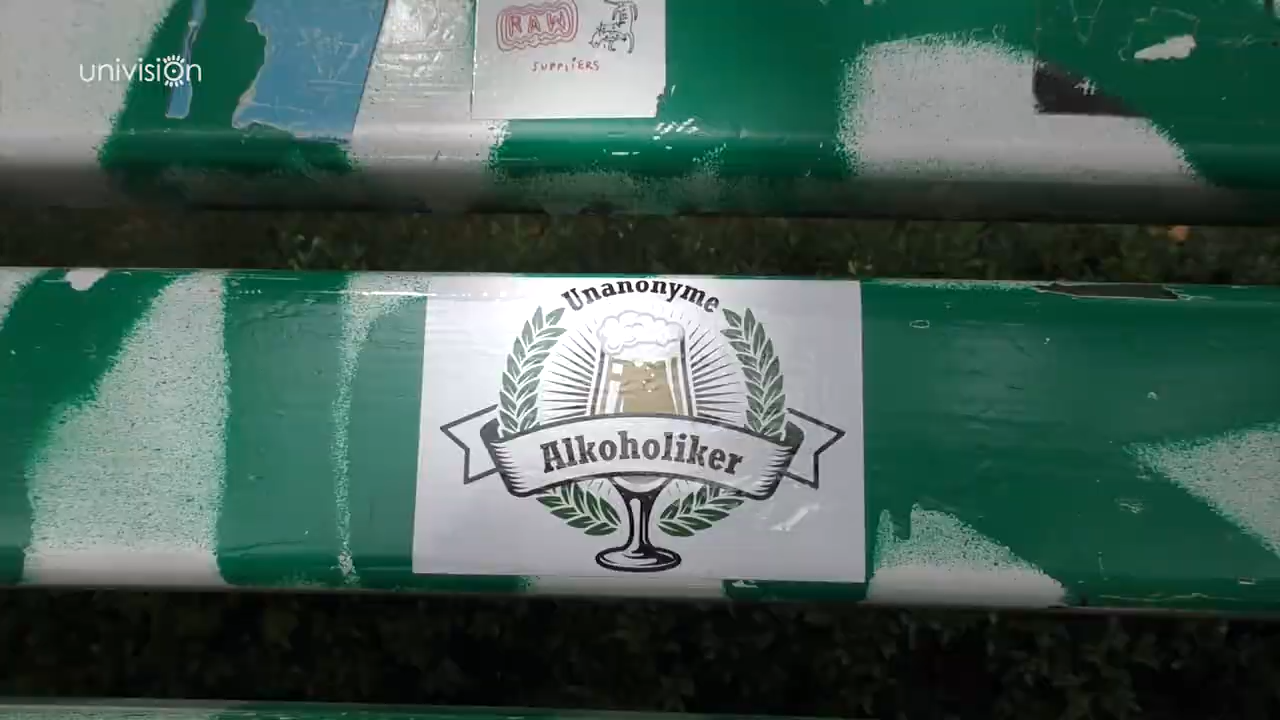 univision
RAW
SUPPLiERS
Unanonyme
Alkoholiker